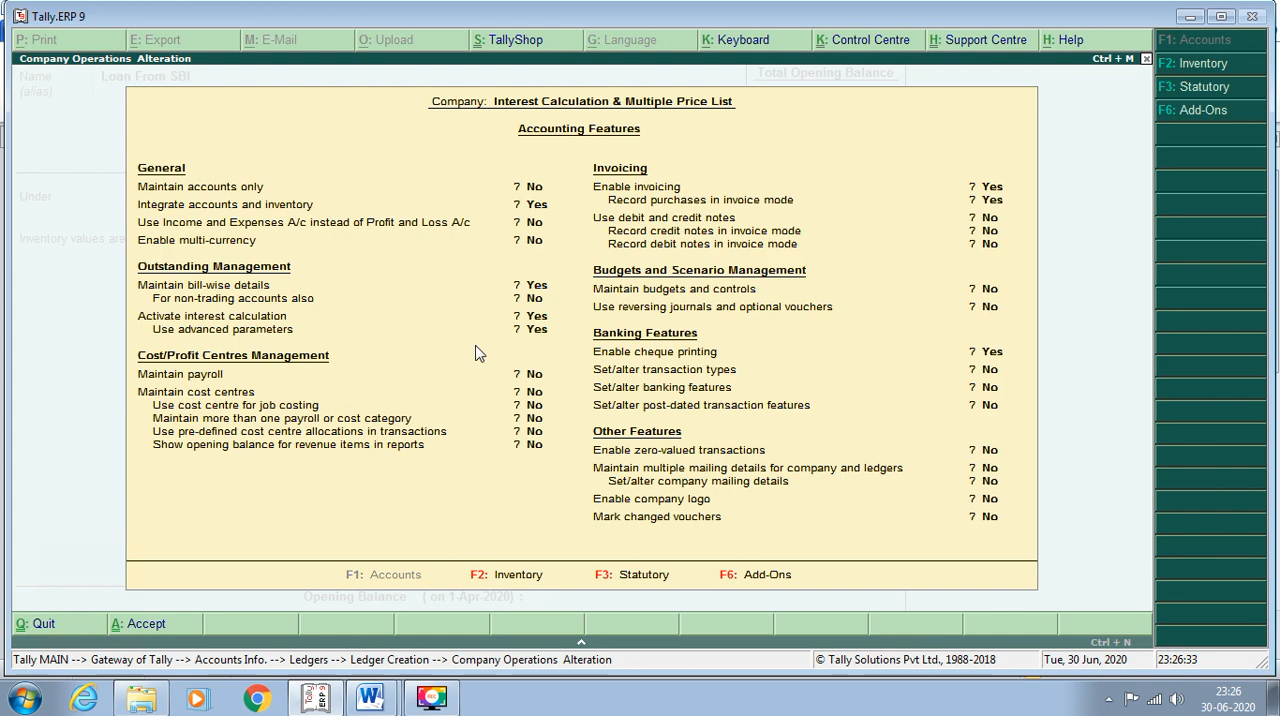 Tally.ERP 9
P: Print E: Export M: E-Mail O: Upload S: TallyShop G: Language K: Keyboard K: Control Centre H: Support Centre H: Help
F1: Accounts
F2: Inventory
F3: Statutory
F6: Add-Ons
Company Operations Alteration Ctrl + M
Name Loan From SBI Total Opening Balance
(alias) :
Under
Inventory values are
Company: Interest Calculation & Multiple Price List
Accounting Features
General
Maintain accounts only ? No
Integrate accounts and inventory ? Yes
Use Income and Expenses A/c instead of Profit and Loss A/c ? No
Enable multi-currency ? No
Outstanding Management
Maintain bill-wise details ? Yes
For non-trading accounts also ? No
Activate interest calculation ? Yes
Use advanced parameters ? Yes
Cost/Profit Centres Management
Maintain payroll ? No
Maintain cost centres ? No
Use cost centre for job costing ? No
Maintain more than one payroll or cost category ? No
Use pre-defined cost centre allocations in transactions ? No
Show opening balance for revenue items in reports ? No
Invoicing
Enable invoicing ? Yes
Record purchases in invoice mode ? Yes
Use debit and credit notes ? No
Record credit notes in invoice mode ? No
Record debit notes in invoice mode ? No
Budgets and Scenario Management
Maintain budgets and controls ? No
Use reversing journals and optional vouchers ? No
Banking Features
Enable cheque printing ? Yes
Set/alter transaction types ? No
Set/alter banking features ? No
Set/alter post-dated transaction features ? No
Other Features
Enable zero-valued transactions ? No
Maintain multiple mailing details for company and ledgers ? No
Set/alter company mailing details ? No
Enable company logo ? No
Mark changed vouchers ? No
F1: Accounts F2: Inventory F3: Statutory F6: Add-Ons
Opening Balance ( on 1-Apr-2020) :
Q: Quit A: Accept
Ctrl + N
Tally MAIN --> Gateway of Tally --> Accounts Info. --> Ledgers --> Ledger Creation --> Company Operations Alteration © Tally Solutions Pvt Ltd., 1988-2018 Tue, 30 Jun, 2020 23:26:33
23:26
30-06-2020